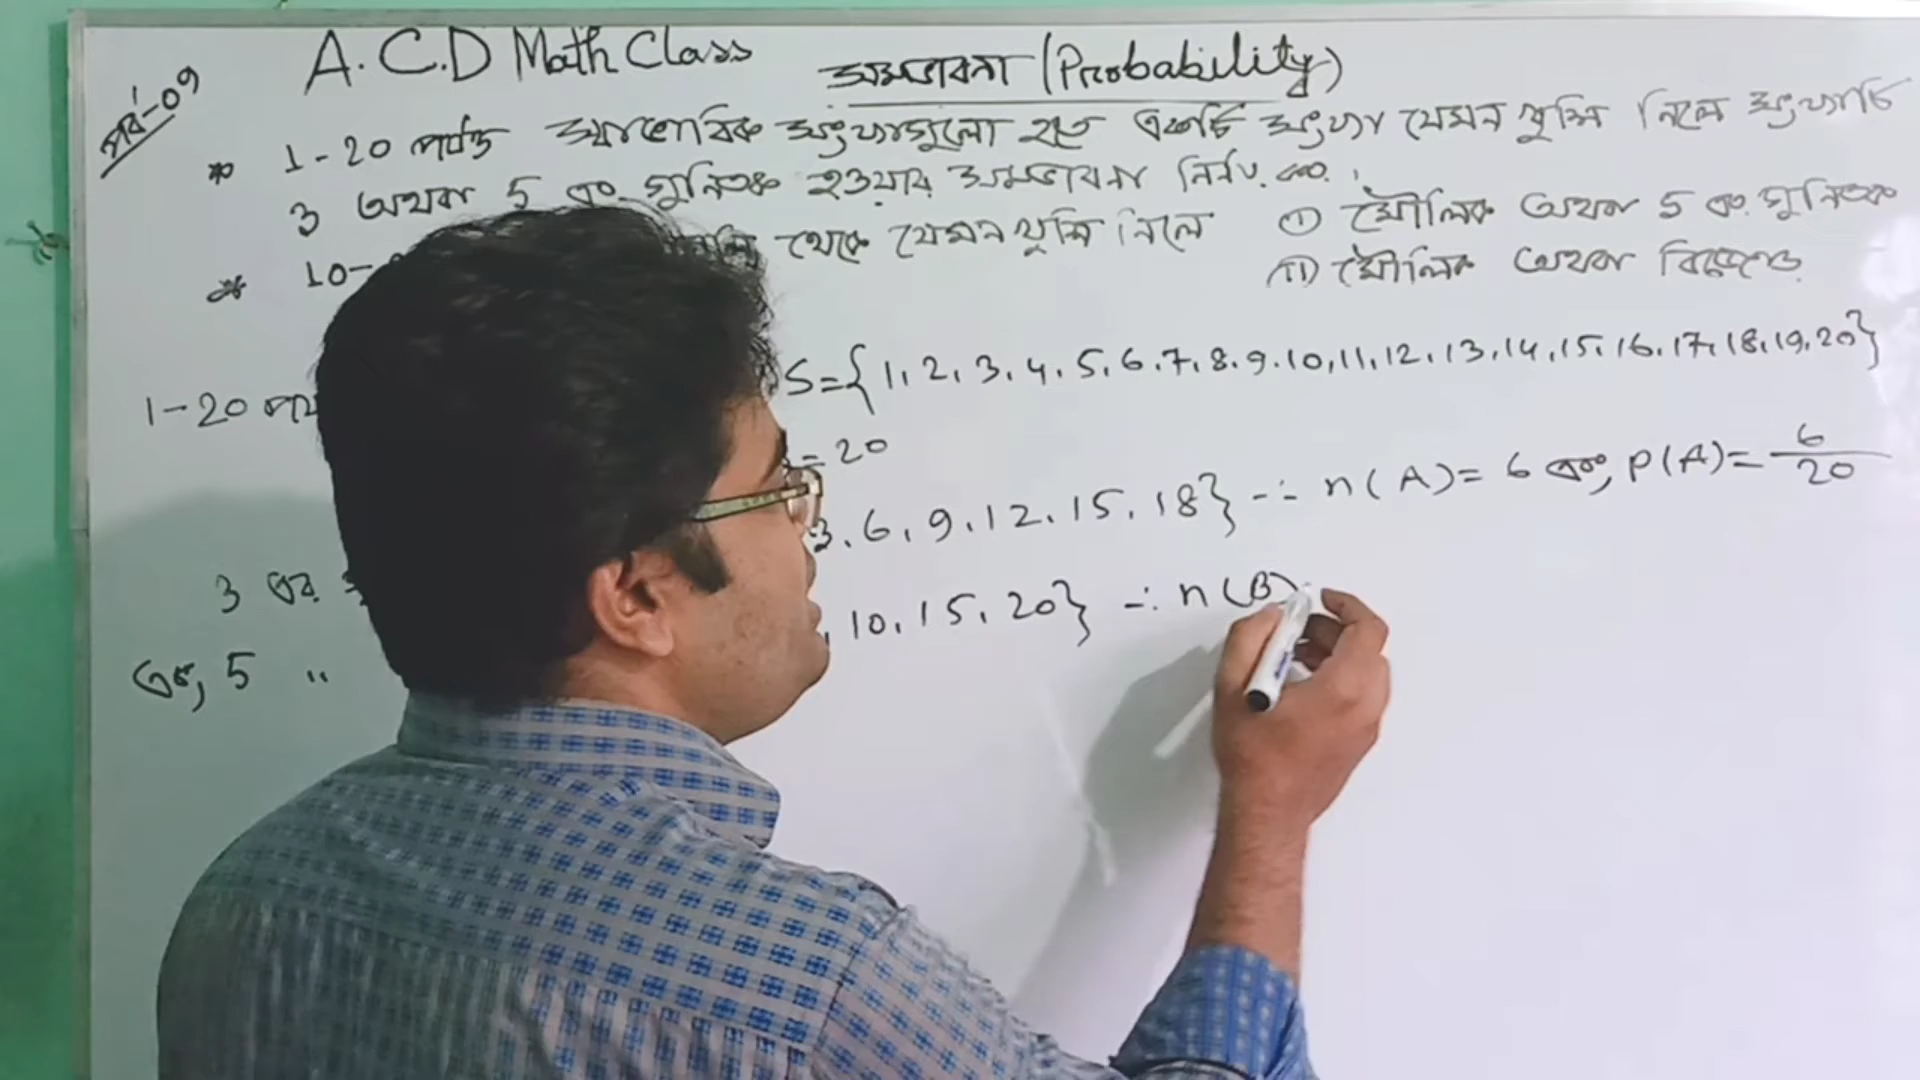 A.C.D Math Class
সম্ভাবনা (Probability)
পর্ব-০৭
* 1-20 পর্যন্ত স্বাভাবিক সংখ্যাগুলো হতে একটি সংখ্যা যেমন খুশি নিলে সংখ্যাটি
3 অথবা 5 এর গুনিতক হওয়ার সম্ভাবনা নির্ণয় কর।
* 10- থেকে যেমন খুশি নিলে (i) মৌলিক অথবা 5 এর গুনিতক
(ii) মৌলিক অথবা বিজোড়
1-20 S={1,2,3,4,5,6,7,8,9,10,11,12,13,14,15,16,17,18,19,20}
= 20
3 এর 3,6,9,12,15,18} ∴ n(A)= 6 এবং, P(A)= 6/20
এবং, 5 " 10,15,20} ∴ n(B)